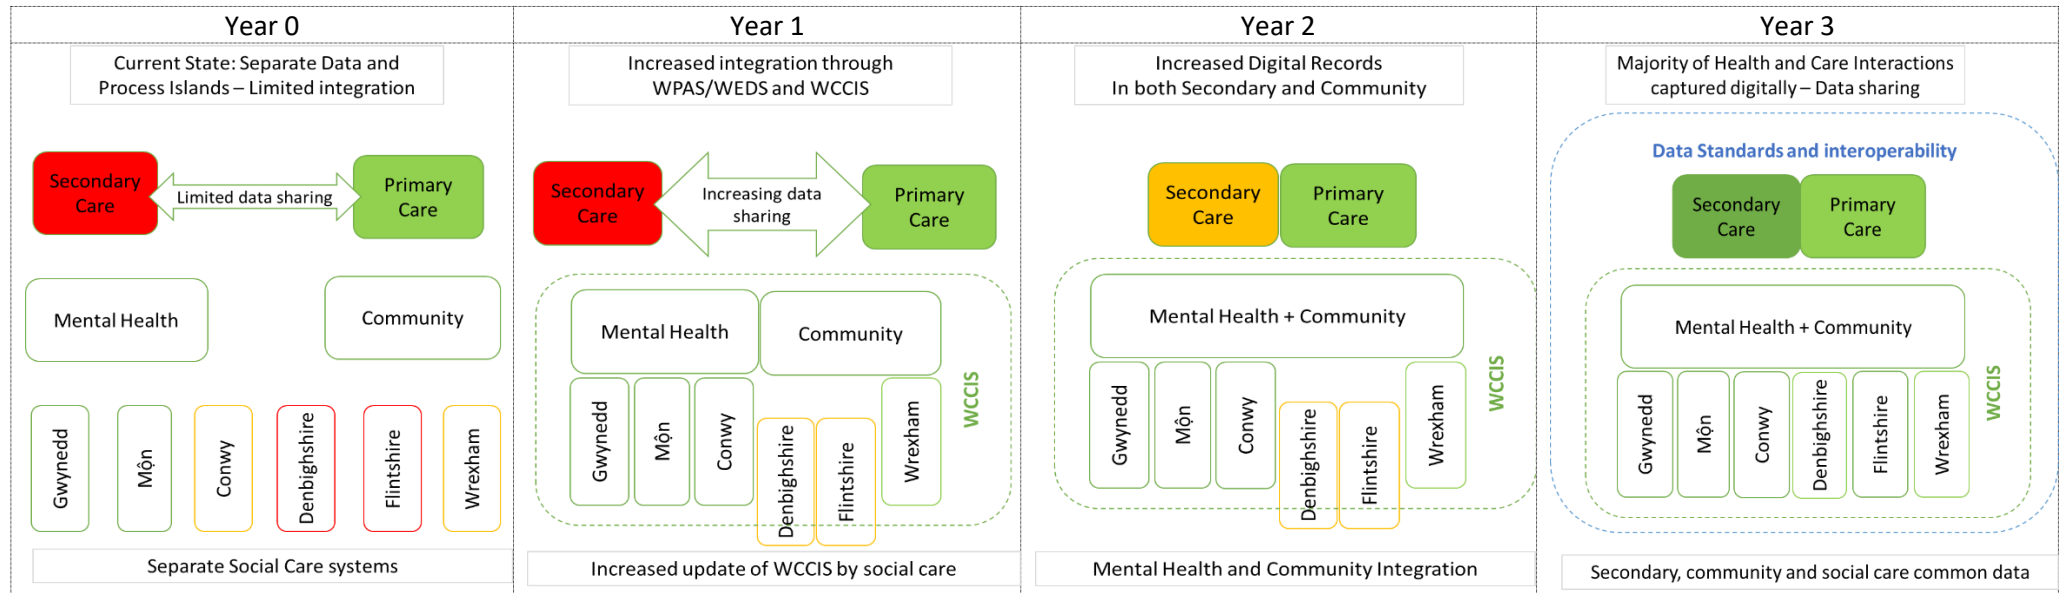 Year 0
Current State: Separate Data and
Process Islands – Limited integration
Secondary
Care
Limited data sharing
Primary
Care
Mental Health
Community
Gwynedd
Mộn
Conwy
Denbighshire
Flintshire
Wrexham
Separate Social Care systems
Year 1
Increased integration through
WPAS/WEDS and WCCIS
Secondary
Care
Increasing data
sharing
Primary
Care
Mental Health
Community
Gwynedd
Mộn
Conwy
Denbighshire
Flintshire
Wrexham
WCCIS
Increased update of WCCIS by social care
Year 2
Increased Digital Records
In both Secondary and Community
Secondary
Care
Primary
Care
Mental Health + Community
Gwynedd
Mộn
Conwy
Denbighshire
Flintshire
Wrexham
WCCIS
Mental Health and Community Integration
Year 3
Majority of Health and Care Interactions
captured digitally – Data sharing
Data Standards and interoperability
Secondary
Care
Primary
Care
Mental Health + Community
Gwynedd
Mộn
Conwy
Denbighshire
Flintshire
Wrexham
WCCIS
Secondary, community and social care common data